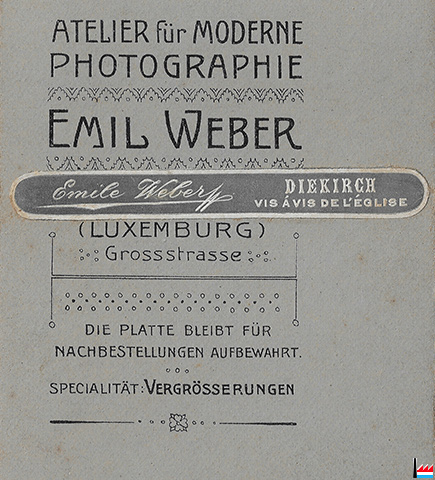 ATELIER für MODERNE
PHOTOGRAPHIE
EMIL WEBER
Emile Weber
DIEKIRCH
VIS ÁVIS DE L'ÉGLISE
(LUXEMBURG)
Grossstrasse
DIE PLATTE BLEIBT FÜR
NACHBESTELLUNGEN AUFBEWAHRT.
SPECIALITÄT: VERGRÖSSERUNGEN